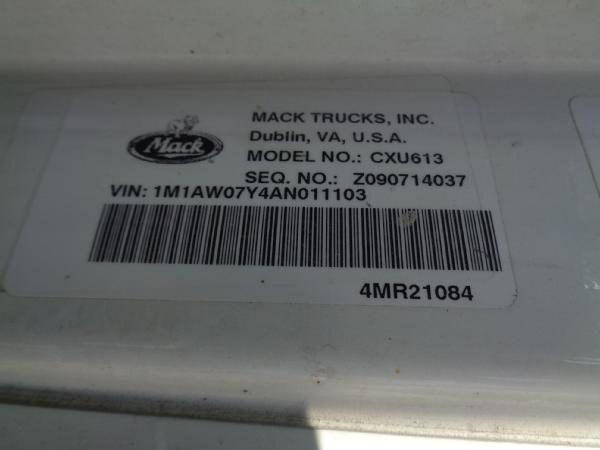 Mack
MACK TRUCKS, INC.
Dublin, VA, U.S.A.
MODEL NO.: CXU613
SEQ. NO.: Z090714037
VIN: 1M1AW07Y4AN011103
4MR21084